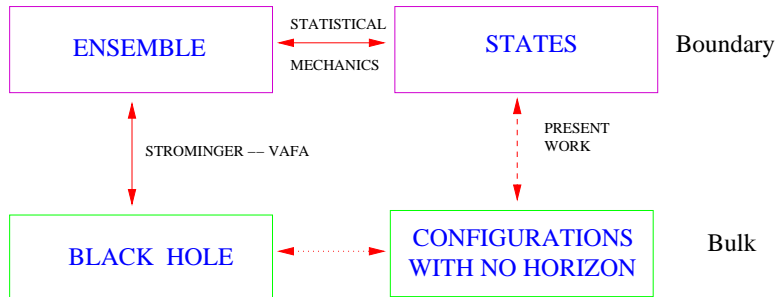 ENSEMBLE
STATISTICAL
MECHANICS
STATES
Boundary
STROMINGER –– VAFA
PRESENT
WORK
BLACK HOLE
CONFIGURATIONS
WITH NO HORIZON
Bulk